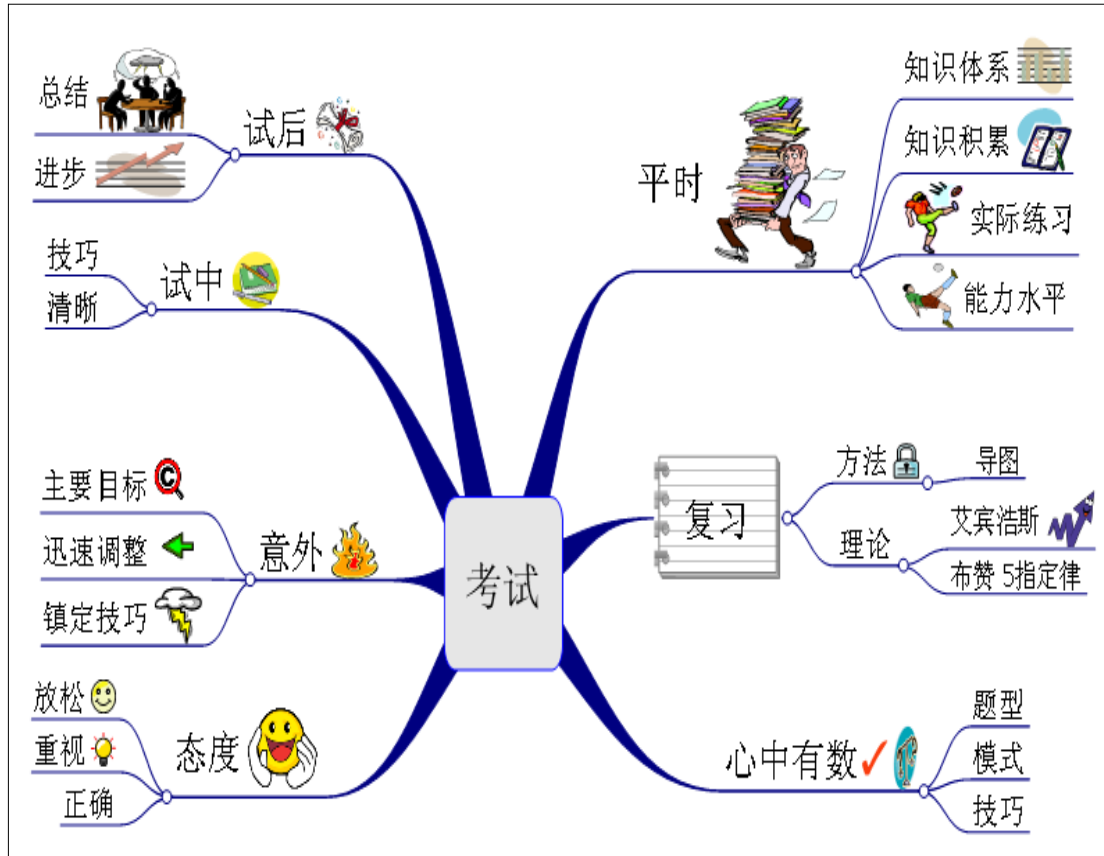 考试
平时
知识体系
知识积累
实际练习
能力水平
复习
方法
导图
理论
艾宾浩斯
布赞 5指定律
心中有数
题型
模式
技巧
态度
放松
重视
正确
意外
主要目标
迅速调整
镇定技巧
试中
技巧
清晰
试后
总结
进步